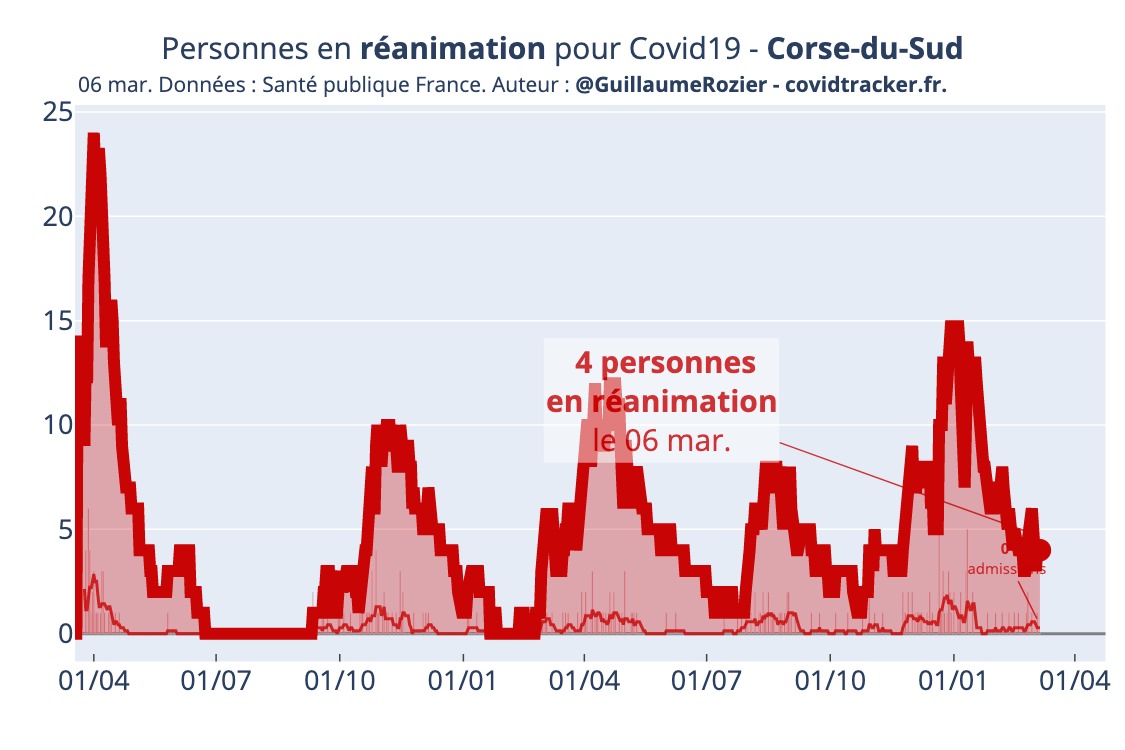 Personnes en réanimation pour Covid19 - Corse-du-Sud
06 mar. Données : Santé publique France. Auteur : @GuillaumeRozier - covidtracker.fr.
25
20
15
10
5
0
4 personnes
en réanimation
le 06 mar.
admissions
01/04 01/07 01/10 01/01 01/04 01/07 01/10 01/01 01/04